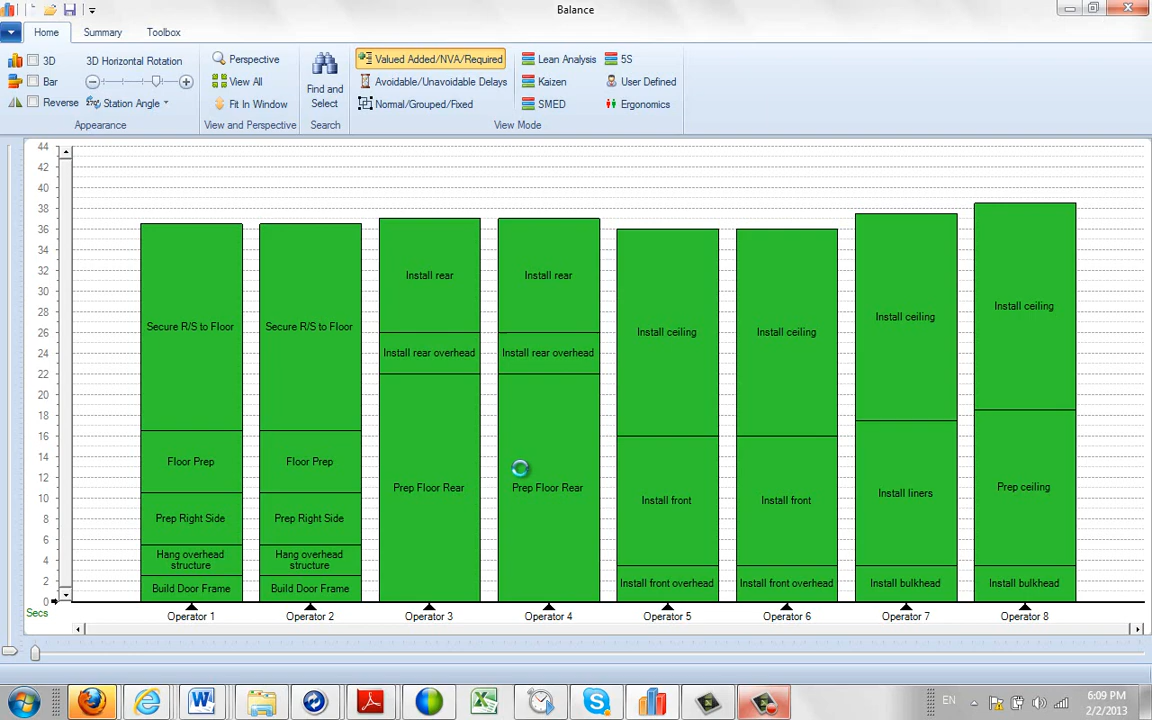 Balance
Home Summary Toolbox
3D 3D Horizontal Rotation Perspective Valued Added/NVA/Required Lean Analysis 5S
Bar View All Find and Select Avoidable/Unavoidable Delays Kaizen User Defined
Reverse Station Angle Fit In Window Normal/Grouped/Fixed SMED Ergonomics
Appearance View and Perspective Search View Mode
44
42
40
38
36
34
32
30
28
26
24
22
20
18
16
14
12
10
8
6
4
2
0
Secs
Secure R/S to Floor
Floor Prep
Prep Right Side
Hang overhead
structure
Build Door Frame
Secure R/S to Floor
Floor Prep
Prep Right Side
Hang overhead
structure
Build Door Frame
Install rear
Install rear overhead
Prep Floor Rear
Install rear
Install rear overhead
Prep Floor Rear
Install ceiling
Install front
Install front overhead
Install ceiling
Install front
Install front overhead
Install ceiling
Install liners
Install bulkhead
Install ceiling
Prep ceiling
Install bulkhead
Operator 1 Operator 2 Operator 3 Operator 4 Operator 5 Operator 6 Operator 7 Operator 8
EN 6:09 PM
2/2/2013